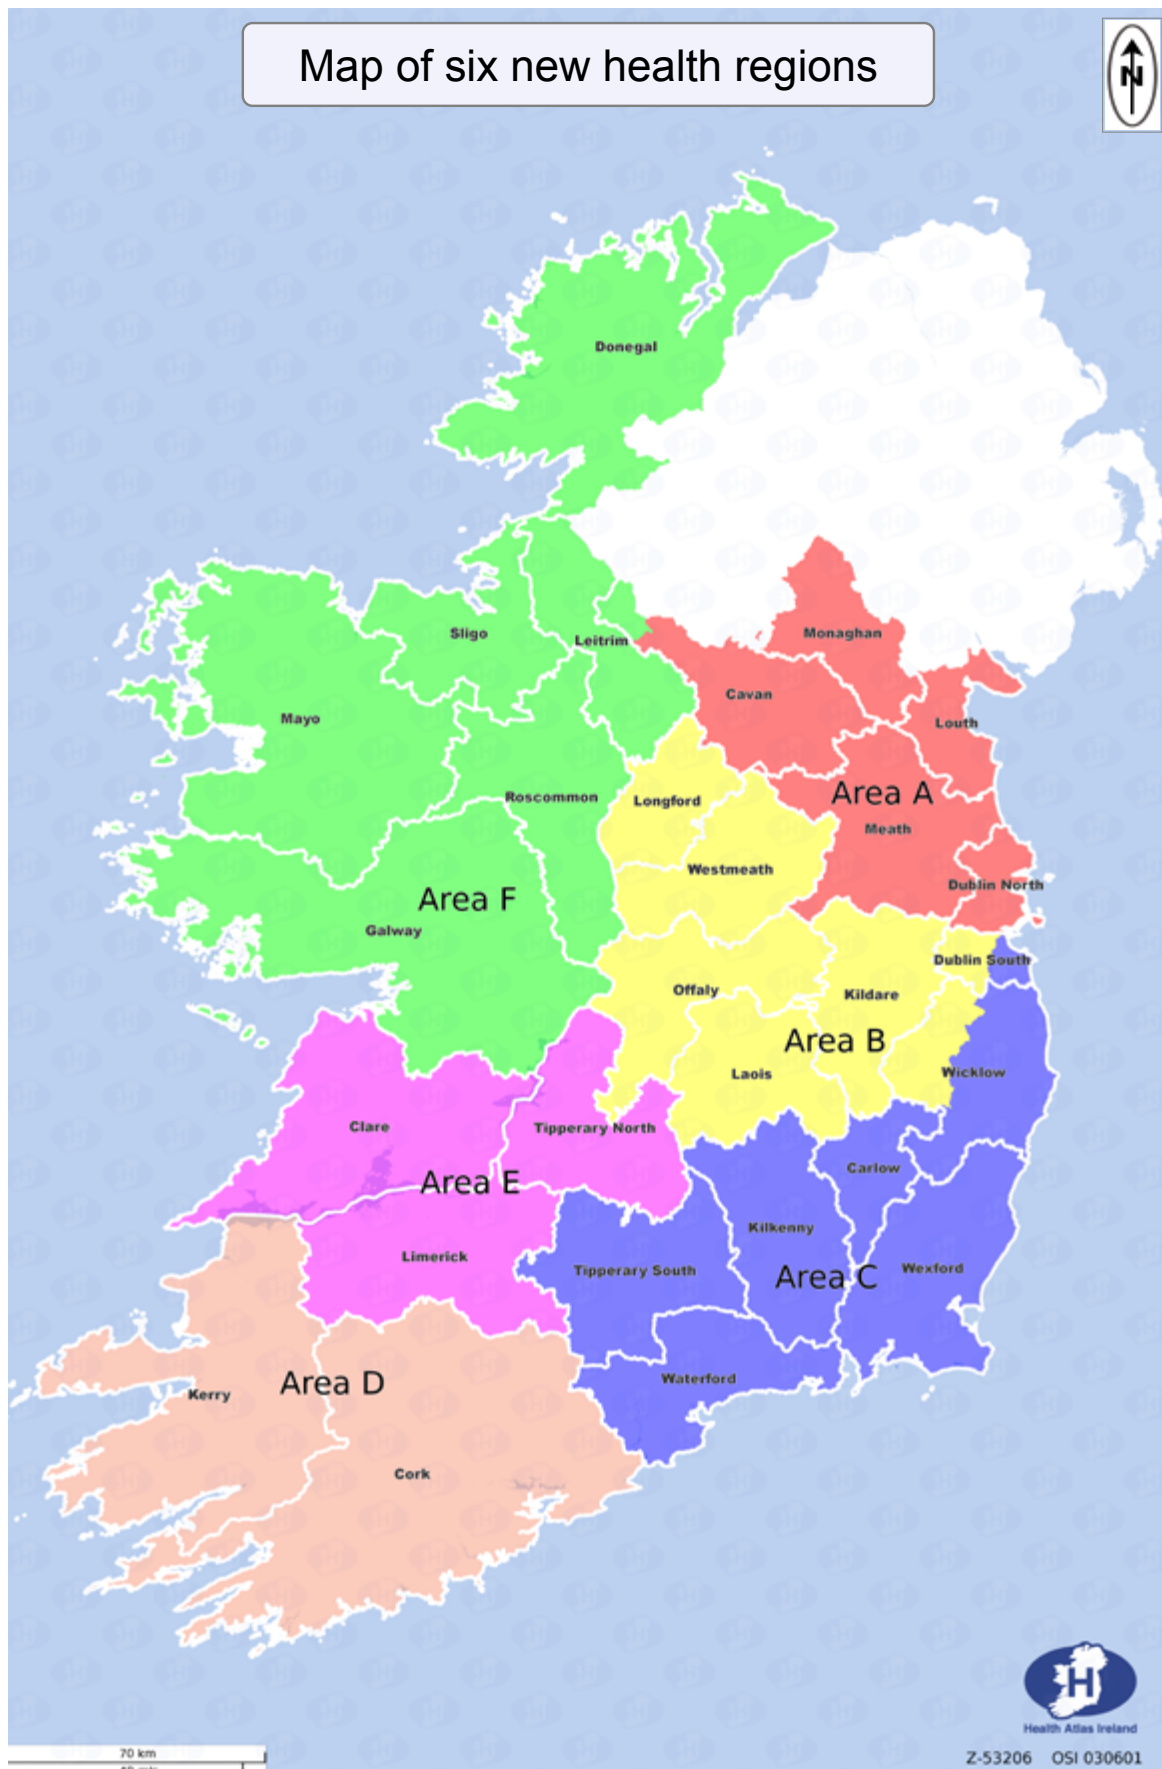 Map of six new health regions
N
Donegal
Sligo
Leitrim
Monaghan
Cavan
Mayo
Louth
Area A
Roscommon
Longford
Meath
Westmeath
Dublin North
Area F
Galway
Dublin South
Offaly
Kildare
Area B
Laois
Wicklow
Clare
Tipperary North
Area E
Carlow
Kilkenny
Limerick
Tipperary South
Area C
Wexford
Area D
Waterford
Kerry
Cork
H
Health Atlas Ireland
70 km
Z-53206 OSI 030601